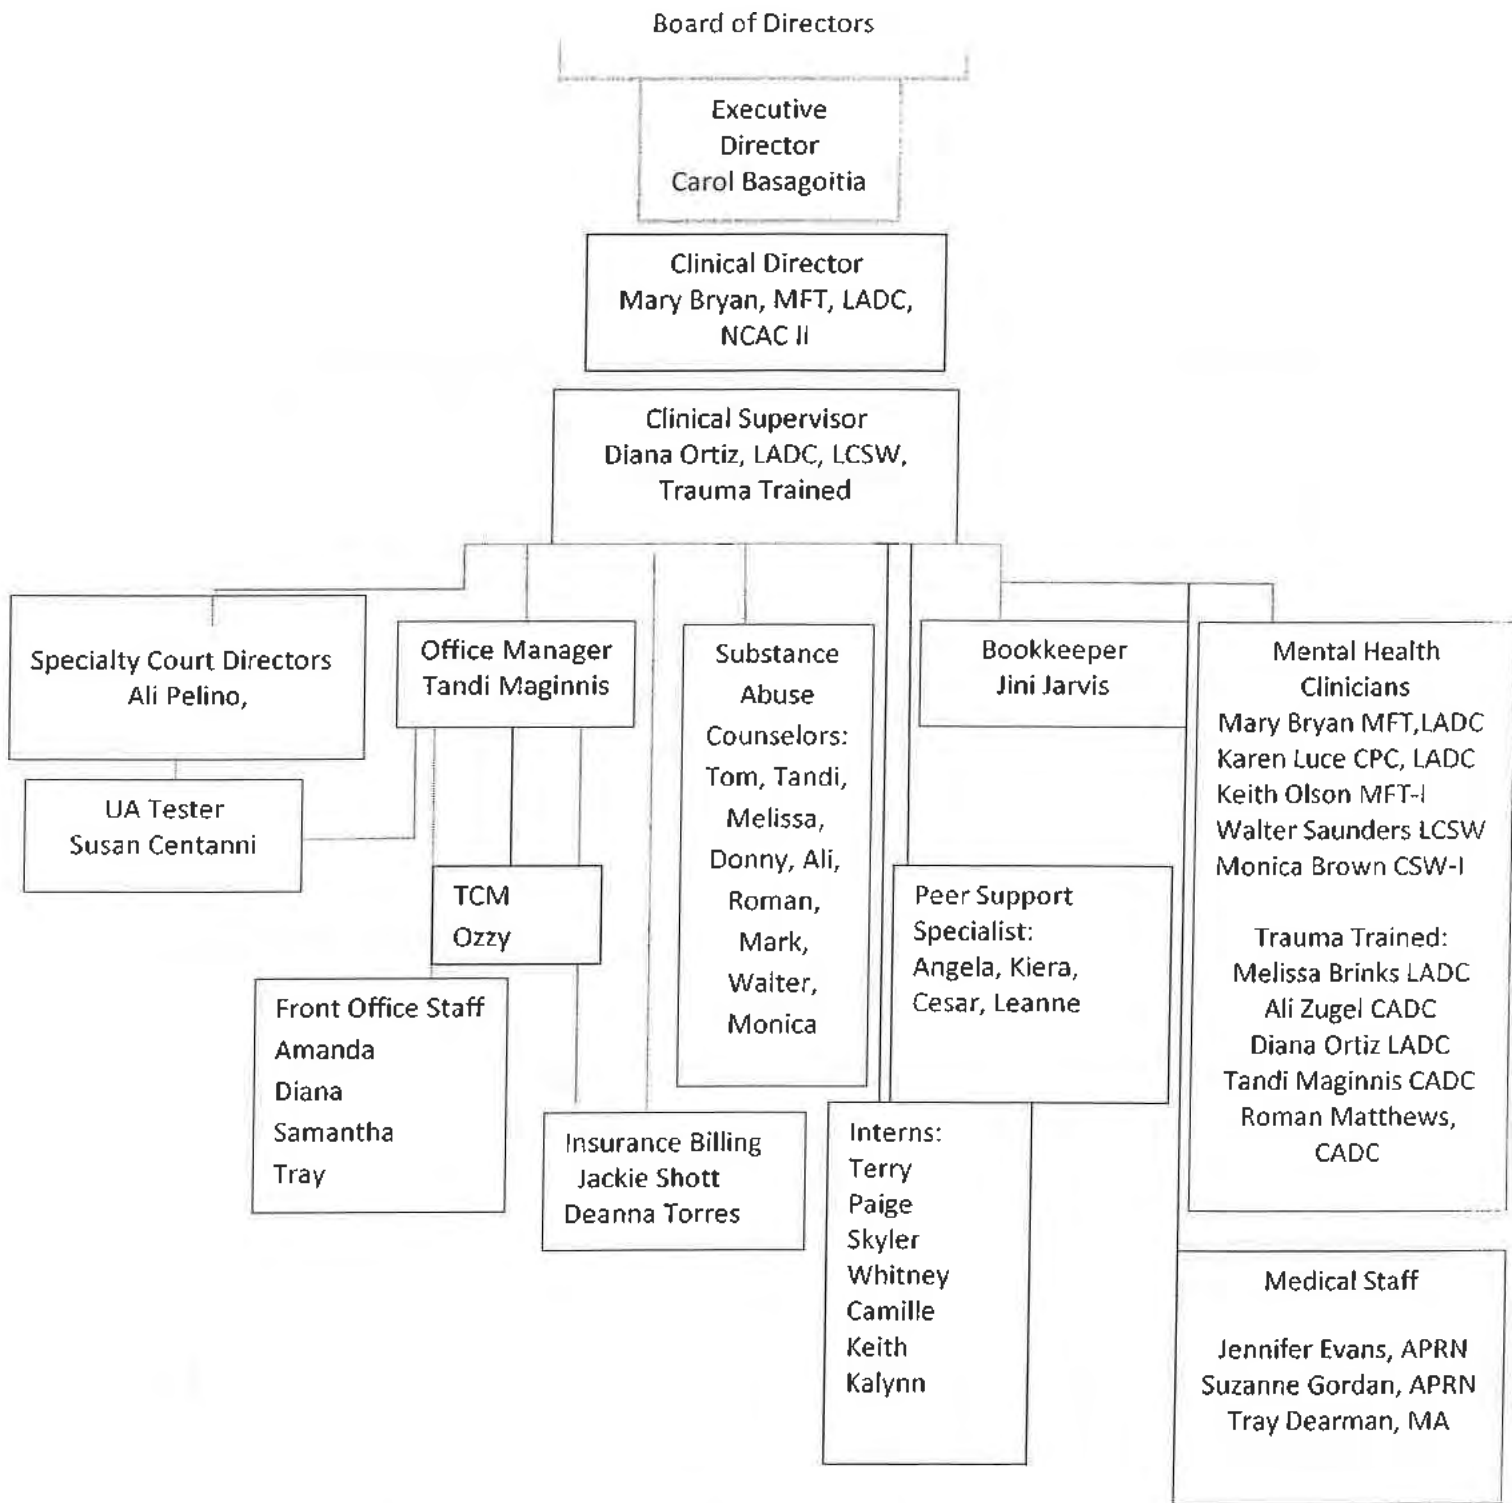 Board of Directors
Executive
Director
Carol Basagoitia
Clinical Director
Mary Bryan, MFT, LADC,
NCAC II
Clinical Supervisor
Diana Ortiz, LADC, LCSW,
Trauma Trained
Specialty Court Directors
Ali Pelino,
UA Tester
Susan Centanni
Office Manager
Tandi Maginnis
TCM
Ozzy
Front Office Staff
Amanda
Diana
Samantha
Tray
Insurance Billing
Jackie Shott
Deanna Torres
Substance
Abuse
Counselors:
Tom, Tandi,
Melissa,
Donny, Ali,
Roman,
Mark,
Walter,
Monica
Bookkeeper
Jini Jarvis
Peer Support
Specialist:
Angela, Kiera,
Cesar, Leanne
Interns:
Terry
Paige
Skyler
Whitney
Camille
Keith
Kalynn
Mental Health
Clinicians
Mary Bryan MFT,LADC
Karen Luce CPC, LADC
Keith Olson MFT-I
Walter Saunders LCSW
Monica Brown CSW-I
Trauma Trained:
Melissa Brinks LADC
Ali Zugel CADC
Diana Ortiz LADC
Tandi Maginnis CADC
Roman Matthews,
CADC
Medical Staff
Jennifer Evans, APRN
Suzanne Gordan, APRN
Tray Dearman, MA